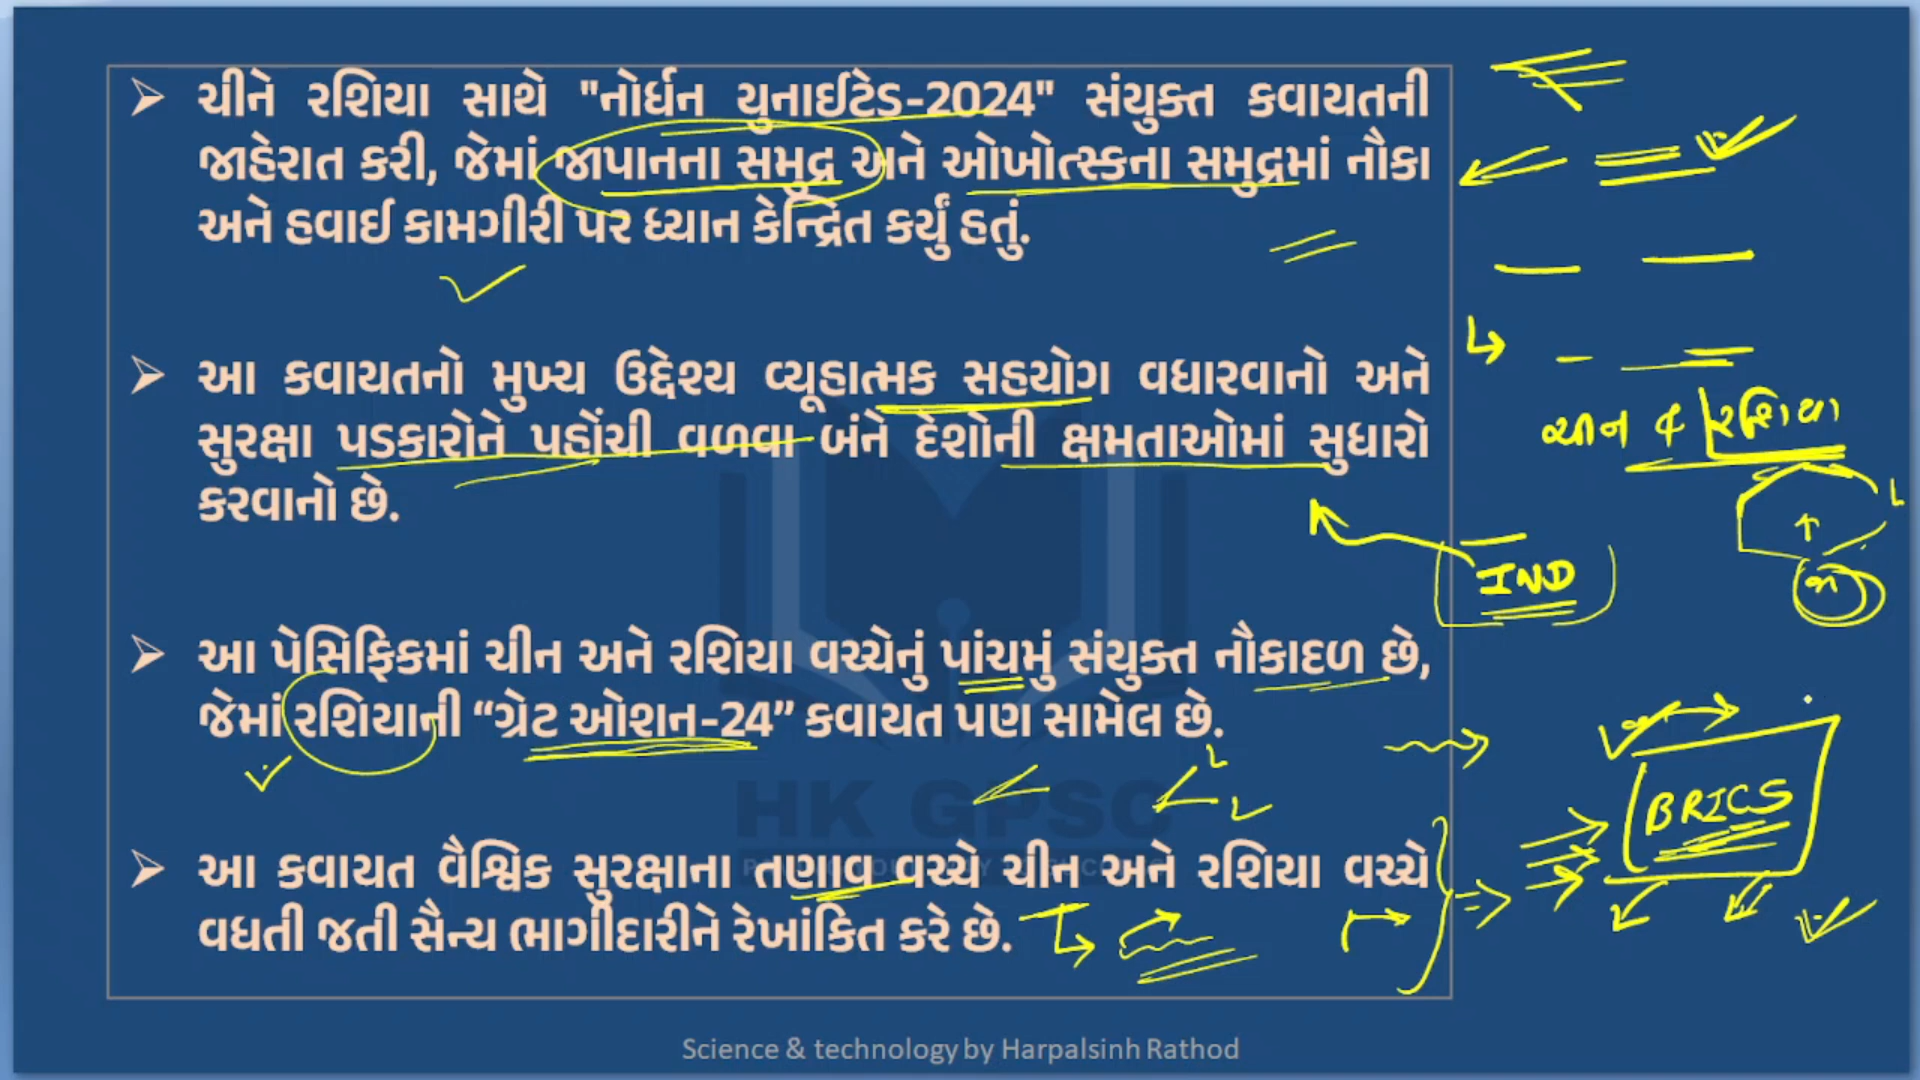 ➢ ચીને રશિયા સાથે "નોર્ધન યુનાઈટેડ-2024" સંયુક્ત કવાયતની
જાહેરાત કરી, જેમાં જાપાનના સમુદ્ર અને ઓખોત્સ્કના સમુદ્રમાં નૌકા
અને હવાઈ કામગીરી પર ધ્યાન કેન્દ્રિત કર્યું હતું.
➢ આ કવાયતનો મુખ્ય ઉદ્દેશ્ય વ્યૂહાત્મક સહયોગ વધારવાનો અને
સુરક્ષા પડકારોને પહોંચી વળવા બંને દેશોની ક્ષમતાઓમાં સુધારો
કરવાનો છે.
ચીન રશિયા
IND
➢ આ પેસિફિકમાં ચીન અને રશિયા વચ્ચેનું પાંચમું સંયુક્ત નૌકાદળ છે,
જેમાં રશિયાની “ગ્રેટ ઓશન-24” કવાયત પણ સામેલ છે.
BRICS
HK GPSC
➢ આ કવાયત વૈશ્વિક સુરક્ષાના તણાવ વચ્ચે ચીન અને રશિયા વચ્ચે
વધતી જતી સૈન્ય ભાગીદારીને રેખાંકિત કરે છે.
Science & technology by Harpalsinh Rathod